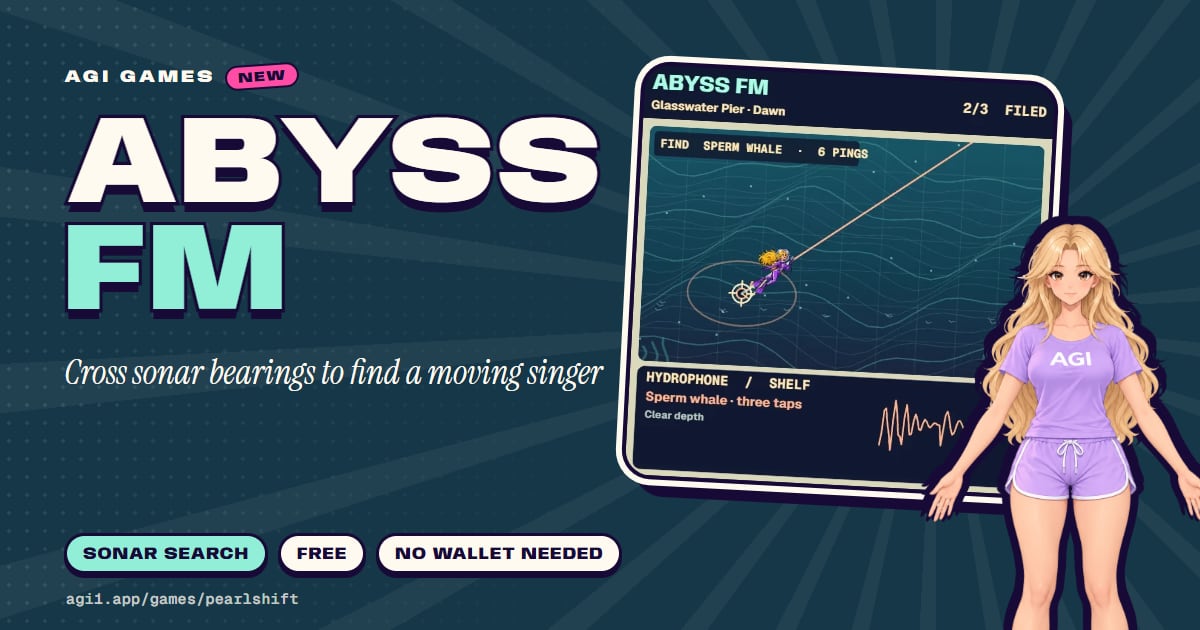 AGI GAMES NEW
ABYSS
FM
Cross sonar bearings to find a moving singer
SONAR SEARCH FREE NO WALLET NEEDED
agi1.app/games/pearlshift
ABYSS FM
Glasswater Pier · Dawn
2/3 FILED
FIND SPERM WHALE · 6 PINGS
HYDROPHONE / SHELF
Sperm whale · three taps
Clear depth
AGI